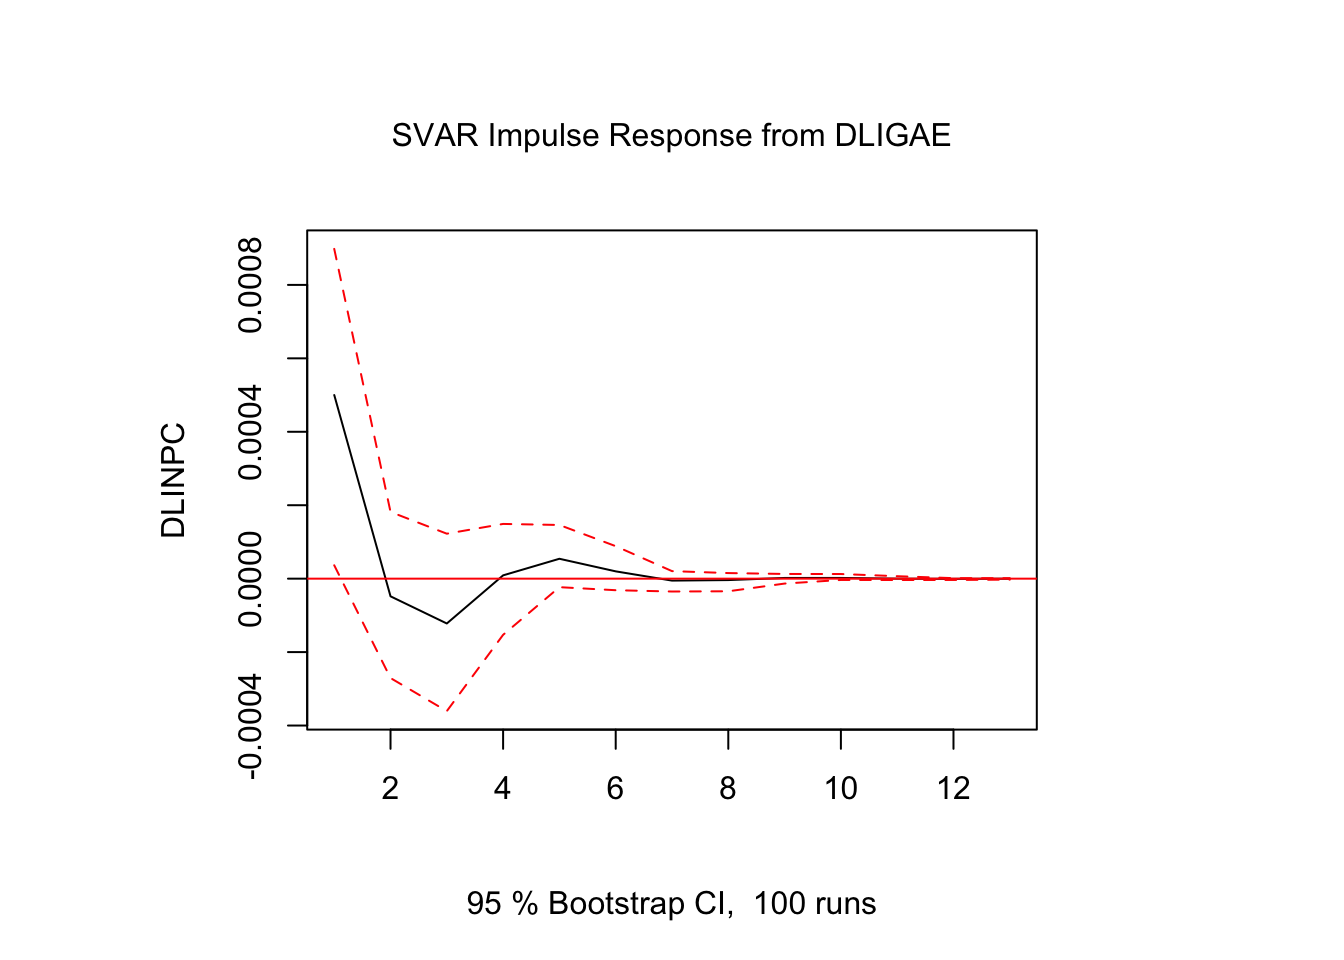 SVAR Impulse Response from DLIGAE
DLINPC
0.0008
0.0004
0.0000
-0.0004
2 4 6 8 10 12
95 % Bootstrap CI,  100 runs